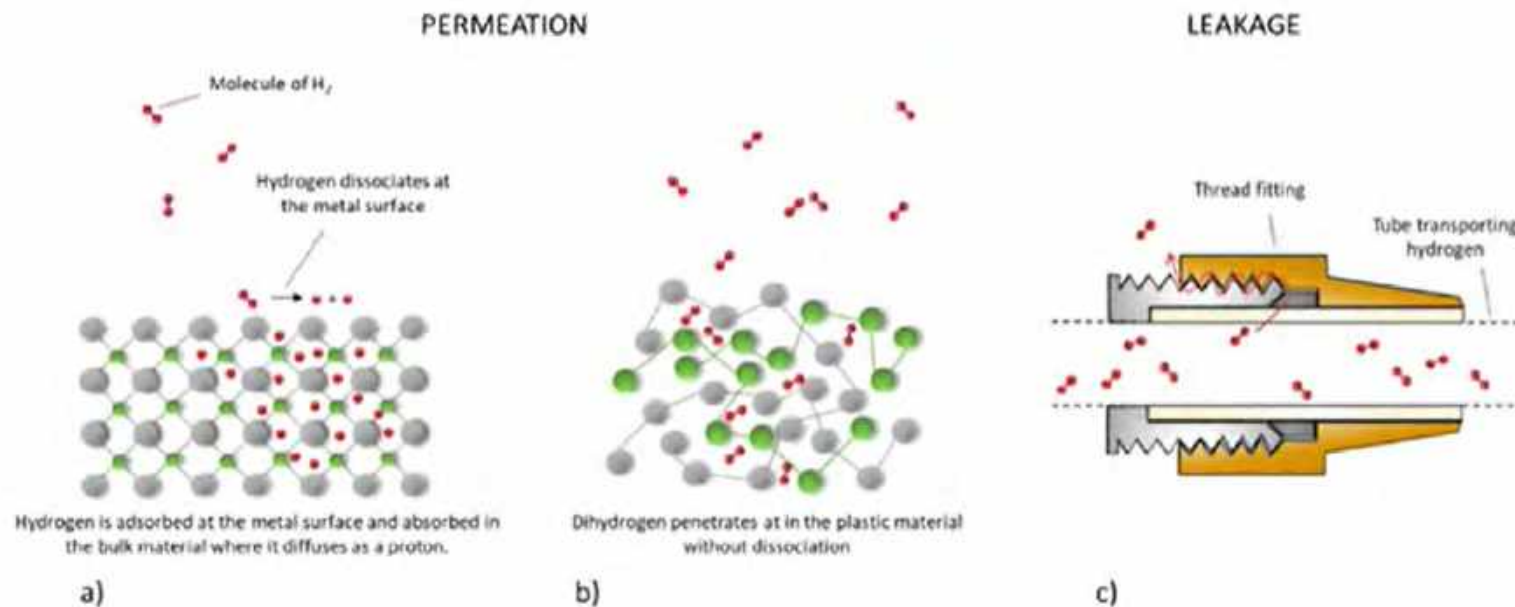 PERMEATION
LEAKAGE
Molecule of H2
Hydrogen dissociates at
the metal surface
Thread fitting
Tube transporting
hydrogen
Hydrogen is adsorbed at the metal surface and absorbed in
the bulk material where it diffuses as a proton.
Dihydrogen penetrates at in the plastic material
without dissociation
a)
b)
c)